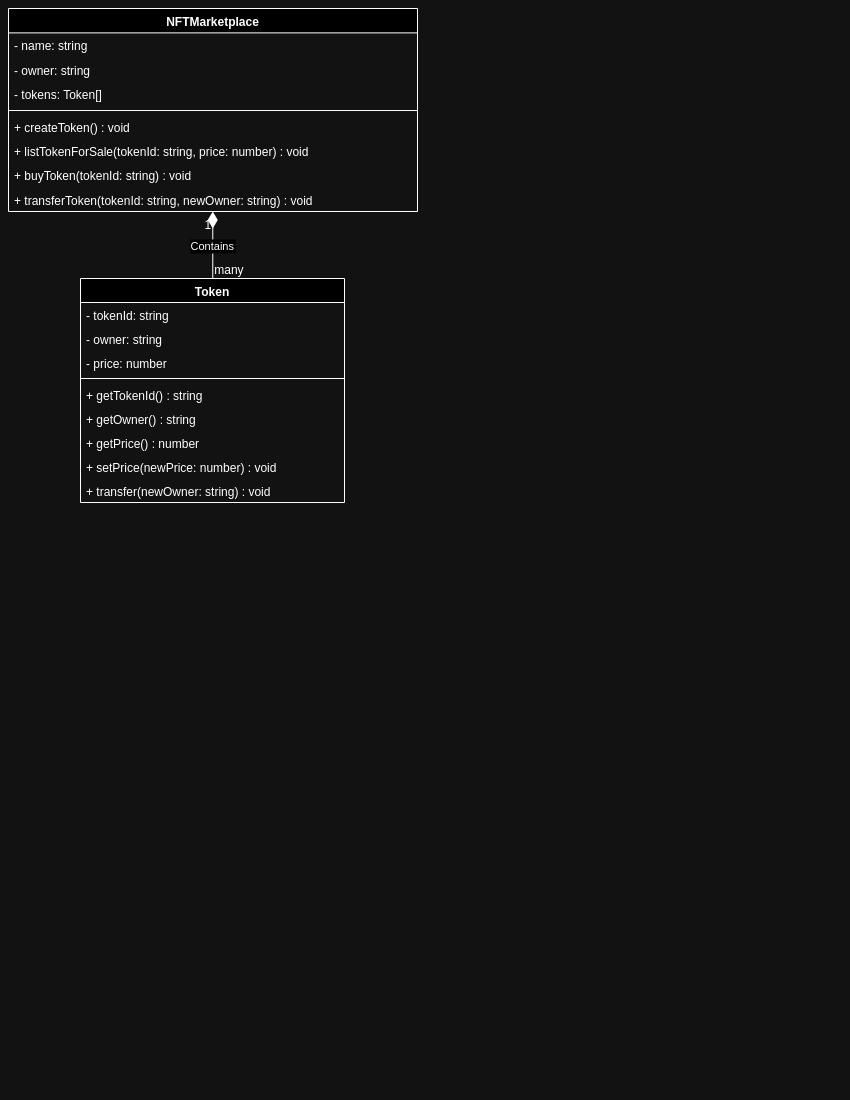 NFTMarketplace
- name: string
- owner: string
- tokens: Token[]
+ createToken() : void
+ listTokenForSale(tokenId: string, price: number) : void
+ buyToken(tokenId: string) : void
+ transferToken(tokenId: string, newOwner: string) : void
1
Contains
many
Token
- tokenId: string
- owner: string
- price: number
+ getTokenId() : string
+ getOwner() : string
+ getPrice() : number
+ setPrice(newPrice: number) : void
+ transfer(newOwner: string) : void